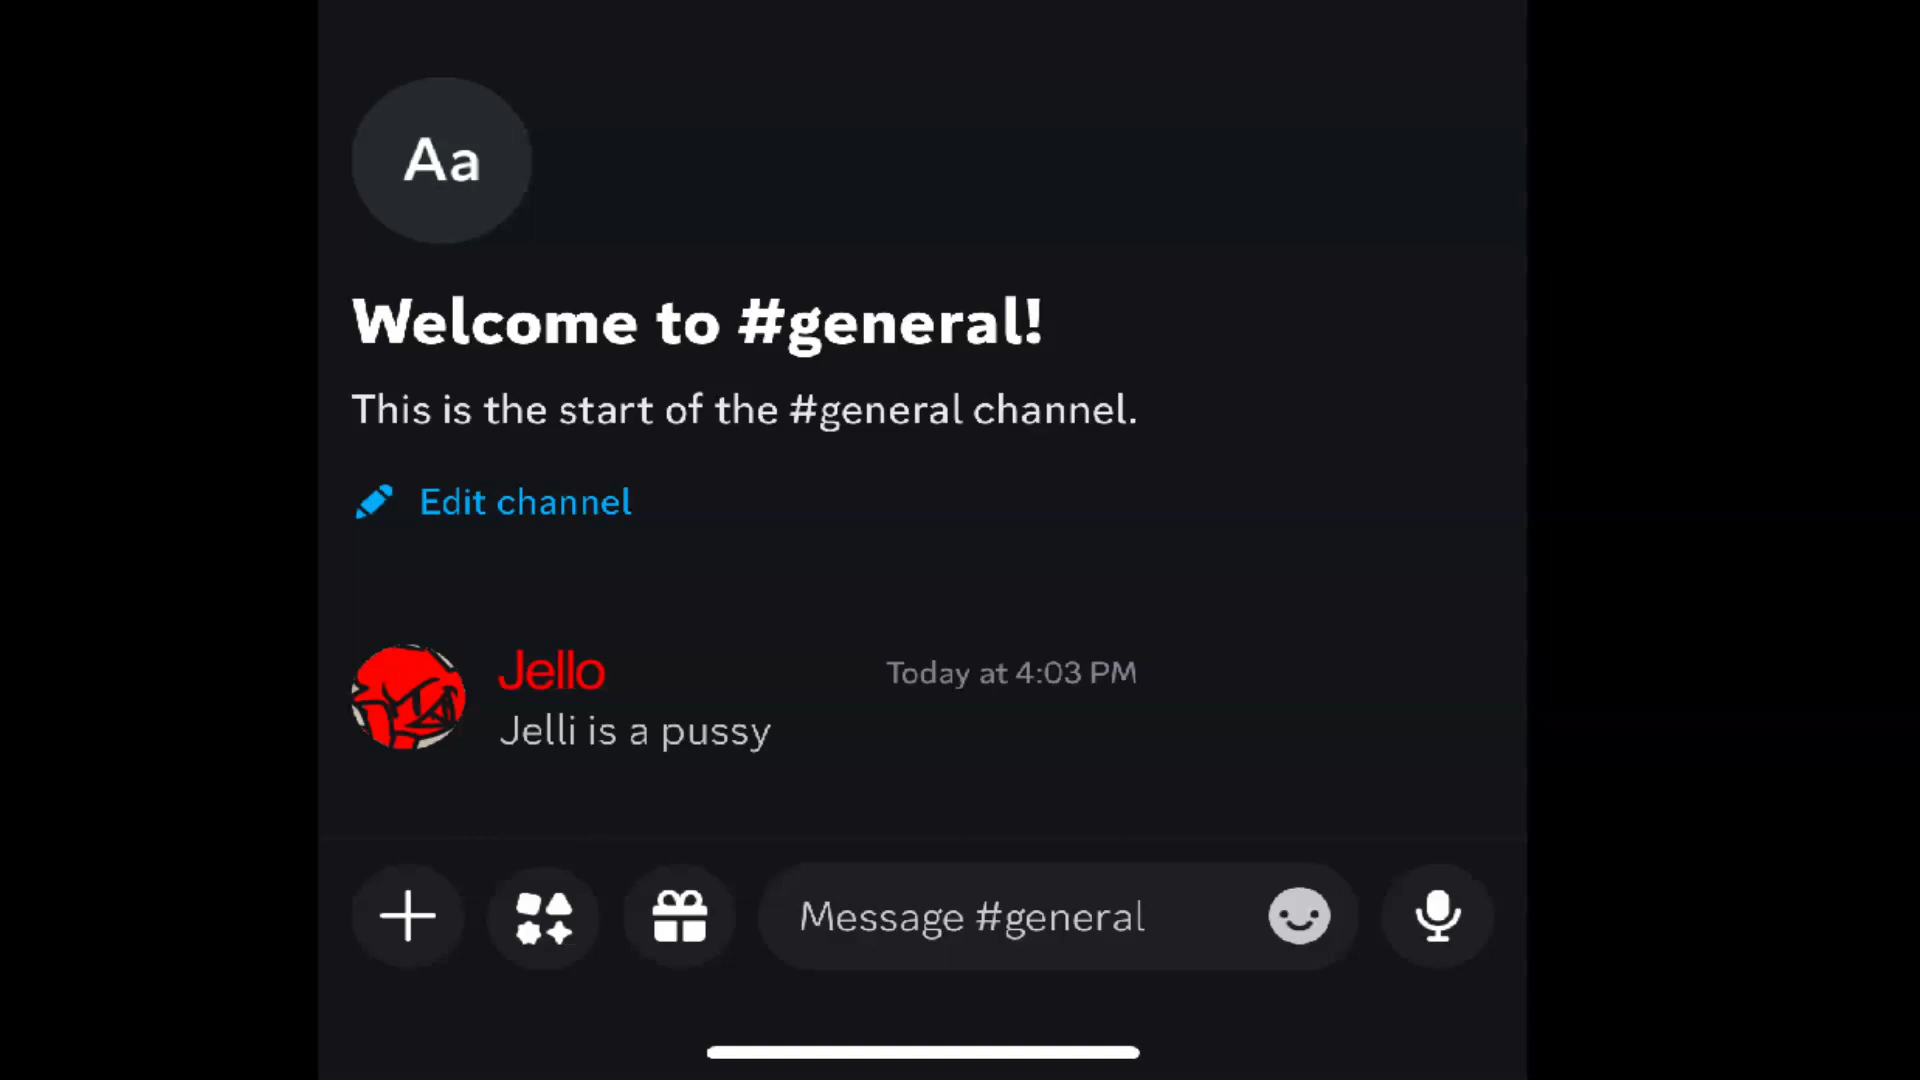 Aa
Welcome to #general!
This is the start of the #general channel.
Edit channel
Jello Today at 4:03 PM
Jelli is a pussy
Message #general